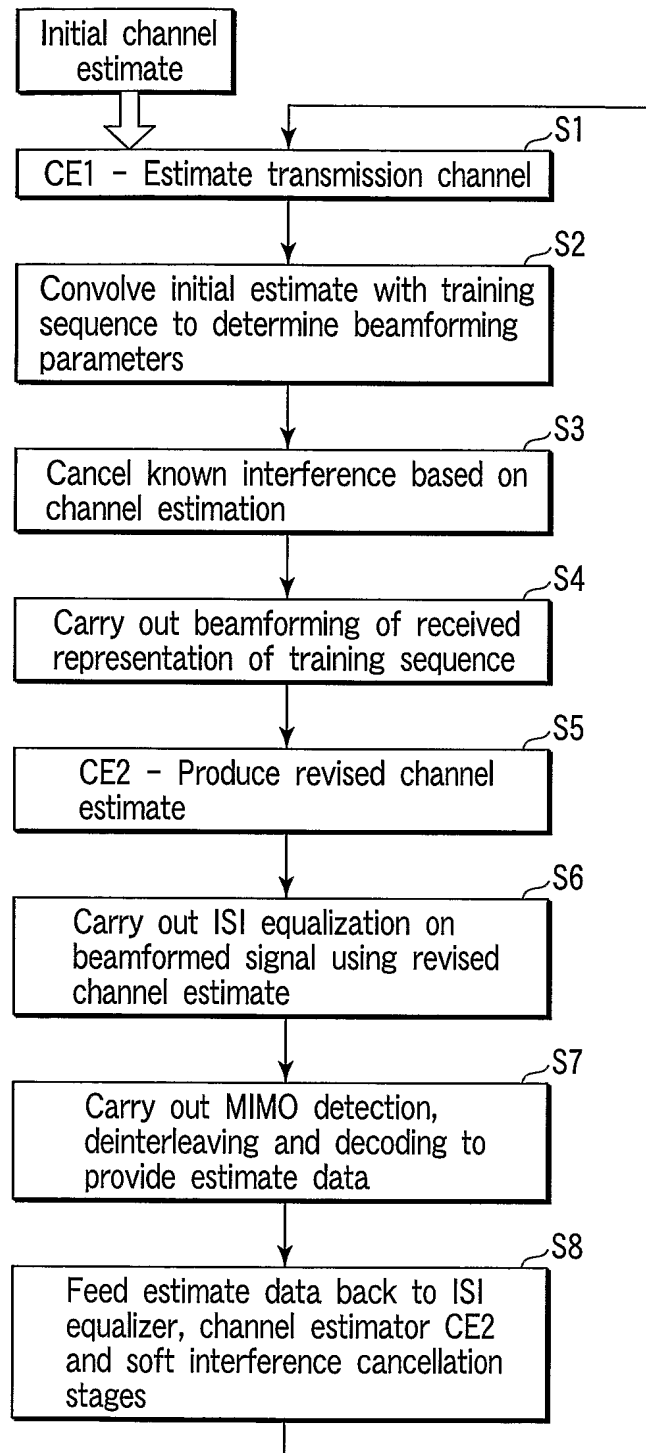 Initial channel
estimate
S1
CE1 - Estimate transmission channel
S2
Convolve initial estimate with training
sequence to determine beamforming
parameters
S3
Cancel known interference based on
channel estimation
S4
Carry out beamforming of received
representation of training sequence
S5
CE2 - Produce revised channel
estimate
S6
Carry out ISI equalization on
beamformed signal using revised
channel estimate
S7
Carry out MIMO detection,
deinterleaving and decoding to
provide estimate data
S8
Feed estimate data back to ISI
equalizer, channel estimator CE2
and soft interference cancellation
stages